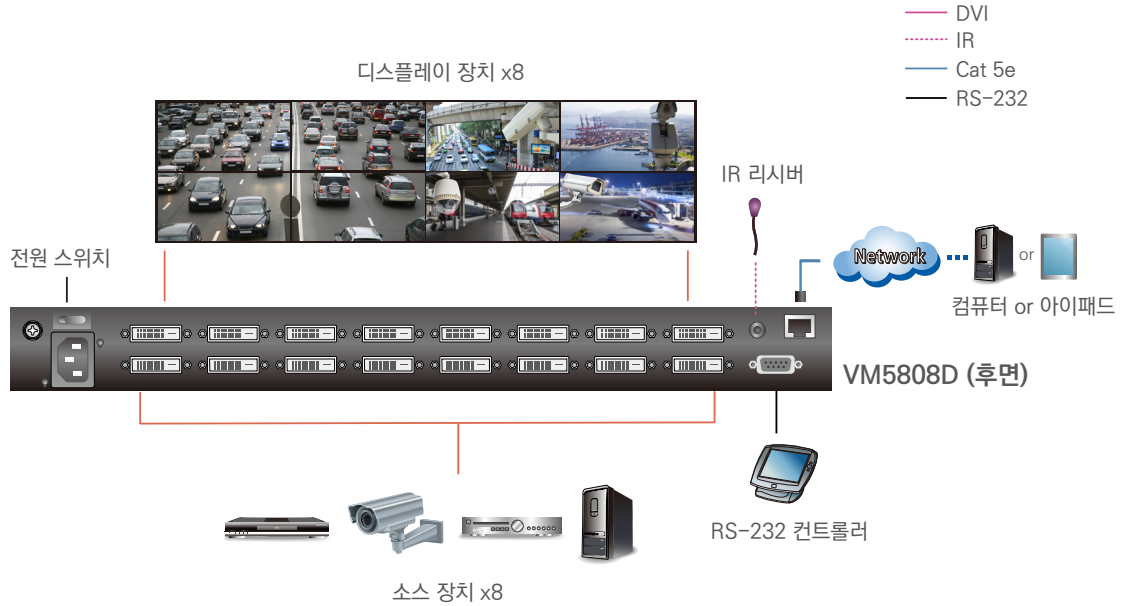 DVI
IR
Cat 5e
RS-232
디스플레이 장치 x8
IR 리시버
전원 스위치
Network
or
컴퓨터 or 아이패드
VM5808D (후면)
RS-232 컨트롤러
소스 장치 x8